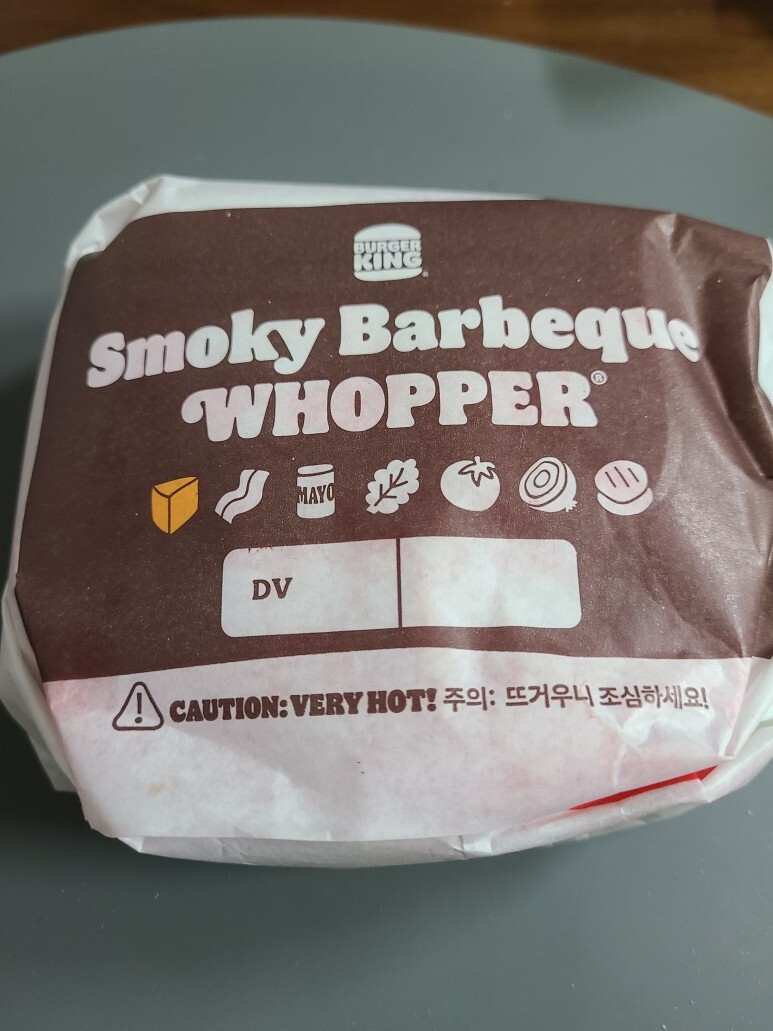 BURGER
KING®
Smoky Barbeque
WHOPPER®
MAYO
DV
CAUTION: VERY HOT! 주의: 뜨거우니 조심하세요!